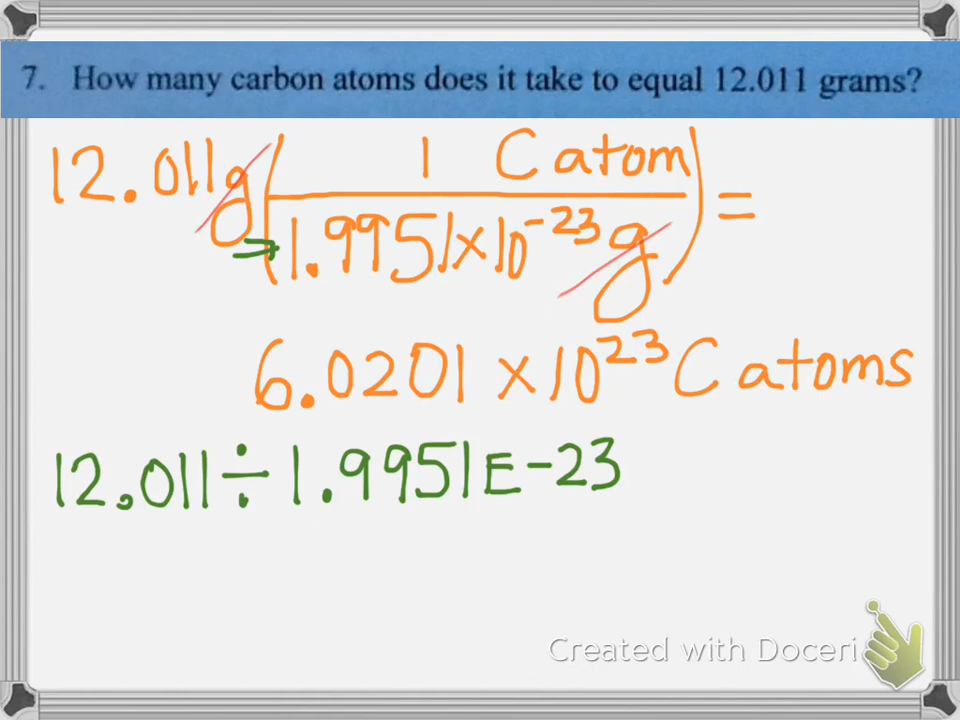 7. How many carbon atoms does it take to equal 12.011 grams?
12.011g (1 C atom / 1.9951×10⁻²³ g) =
6.0201 ×10²³ C atoms
12.011 ÷ 1.9951E-23
Created with Doceri